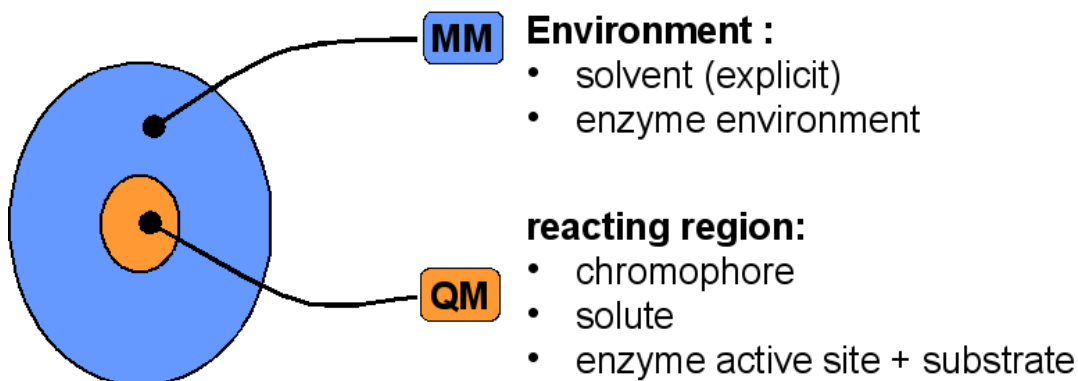 MM
Environment :
• solvent (explicit)
• enzyme environment
QM
reacting region:
• chromophore
• solute
• enzyme active site + substrate